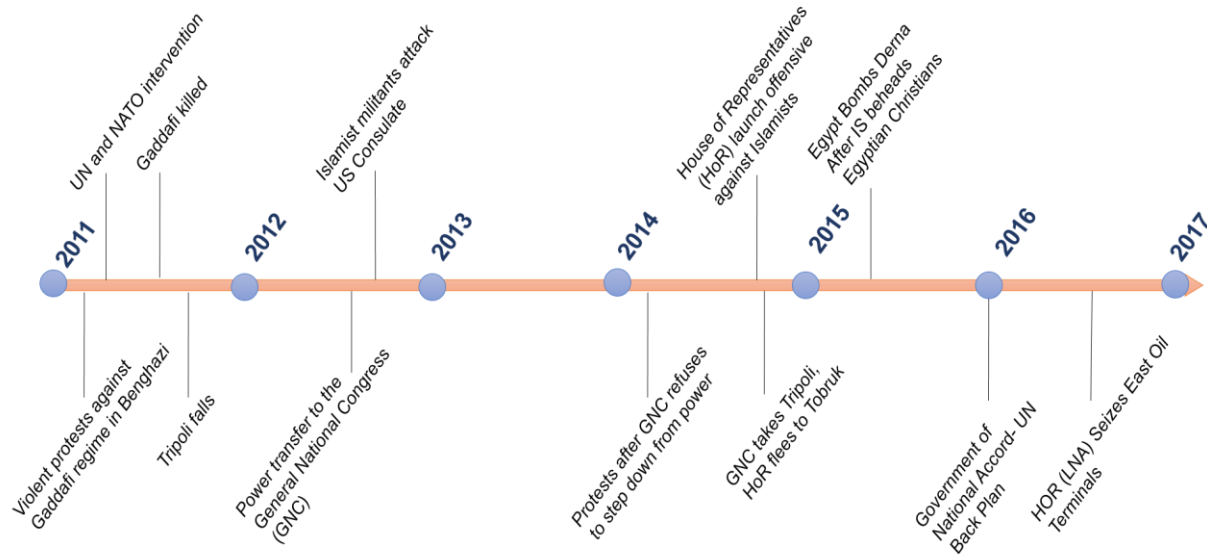 UN and NATO intervention
Gaddafi killed
Islamist militants attack
US Consulate
House of Representatives
(HoR) launch offensive
against Islamists
Egypt Bombs Derna
After IS beheads
Egyptian Christians
2011
2012
2013
2014
2015
2016
2017
Violent protests against
Gaddafi regime in Benghazi
Tripoli falls
Power transfer to the
General National Congress
(GNC)
Protests after GNC refuses
to step down from power
GNC takes Tripoli,
HoR flees to Tobruk
Government of
National Accord- UN
Back Plan
HOR (LNA) Seizes East Oil
Terminals